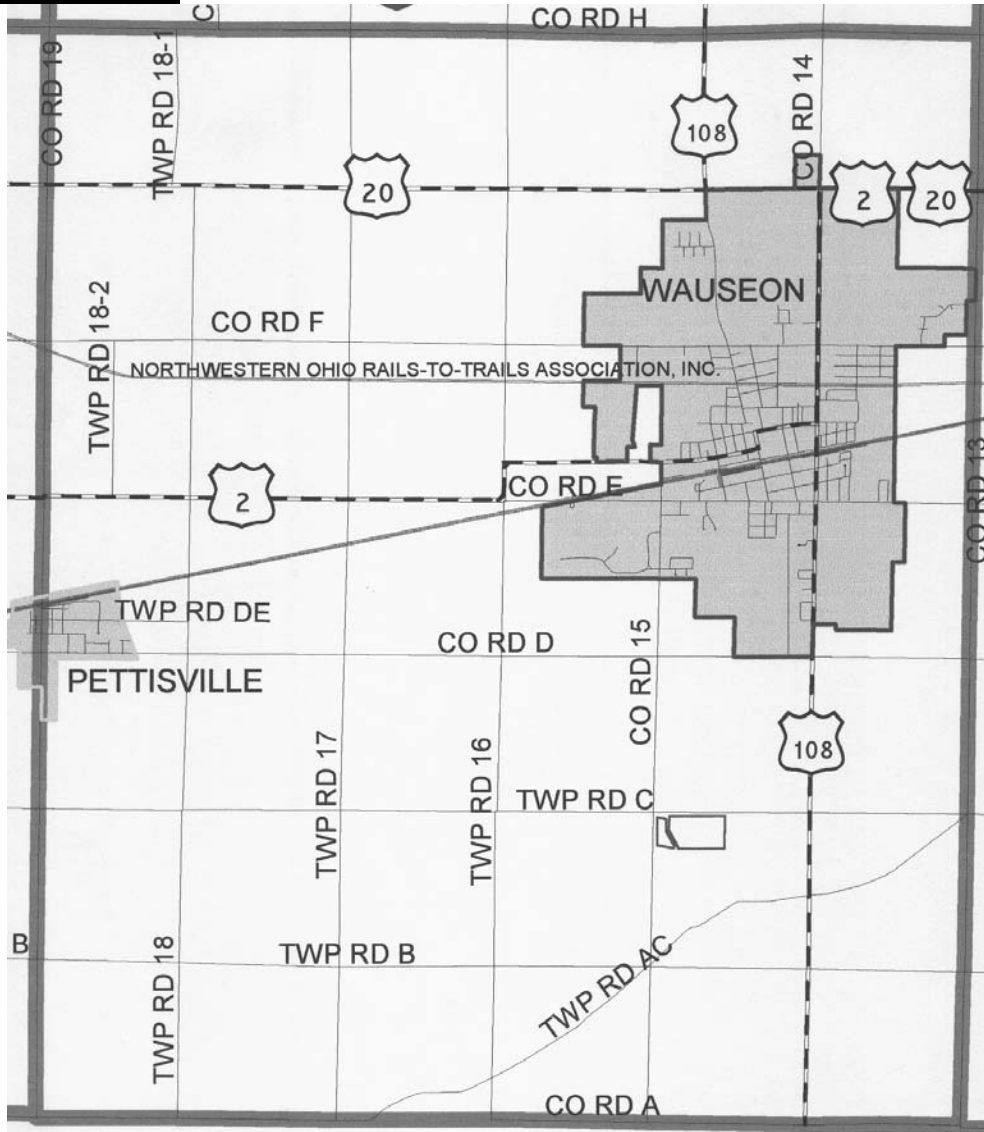 CO RD H
C
CO RD 19
TWP RD 18-1
108
CO RD 14
20
2
20
WAUSEON
TWP RD 18-2
CO RD F
NORTHWESTERN OHIO RAILS-TO-TRAILS ASSOCIATION, INC.
2
CO RD E
CO RD 13
TWP RD DE
CO RD D
CO RD 15
PETTISVILLE
108
TWP RD 17
TWP RD 16
TWP RD C
B
TWP RD B
TWP RD 18
TWP RD AC
CO RD A